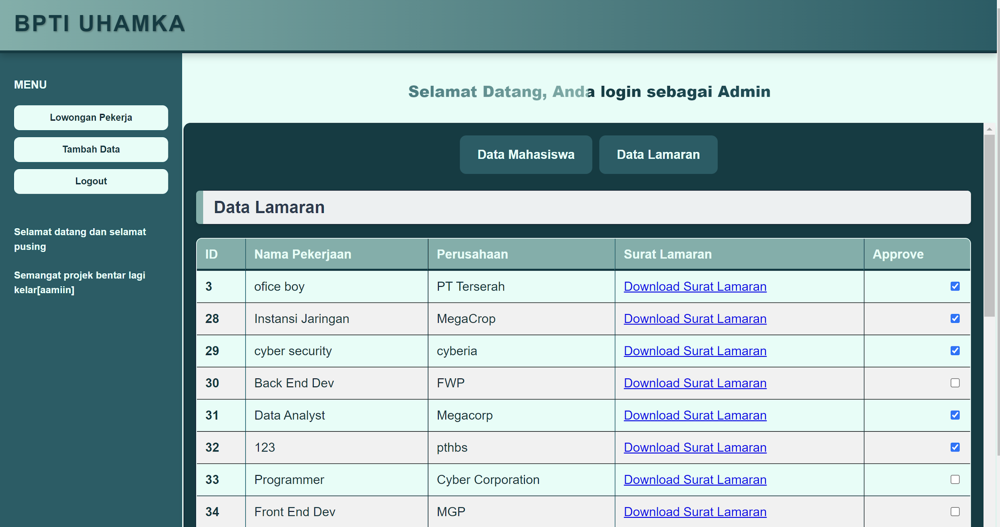 BPTI UHAMKA
MENU
Lowongan Pekerja
Tambah Data
Logout
Selamat datang dan selamat
pusing
Semangat projek bentar lagi
kelar[aamiin]
Selamat Datang, Anda login sebagai Admin
Data Mahasiswa Data Lamaran
Data Lamaran
ID Nama Pekerjaan Perusahaan Surat Lamaran Approve
3 ofice boy PT Terserah Download Surat Lamaran
28 Instansi Jaringan MegaCrop Download Surat Lamaran
29 cyber security cyberia Download Surat Lamaran
30 Back End Dev FWP Download Surat Lamaran
31 Data Analyst Megacorp Download Surat Lamaran
32 123 pthbs Download Surat Lamaran
33 Programmer Cyber Corporation Download Surat Lamaran
34 Front End Dev MGP Download Surat Lamaran